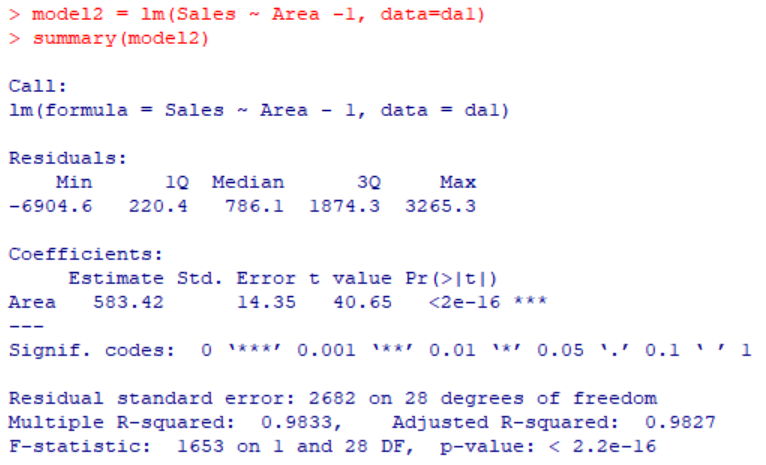 > model2 = lm(Sales ~ Area -1, data=da1)
> summary(model2)
Call:
lm(formula = Sales ~ Area - 1, data = da1)
Residuals:
    Min      1Q  Median      3Q     Max
-6904.6   220.4   786.1  1874.3  3265.3
Coefficients:
     Estimate Std. Error t value Pr(>|t|)
Area   583.42      14.35   40.65   <2e-16 ***
---
Signif. codes:  0 ‘***’ 0.001 ‘**’ 0.01 ‘*’ 0.05 ‘.’ 0.1 ‘ ’ 1
Residual standard error: 2682 on 28 degrees of freedom
Multiple R-squared:  0.9833,    Adjusted R-squared:  0.9827
F-statistic:  1653 on 1 and 28 DF,  p-value: < 2.2e-16